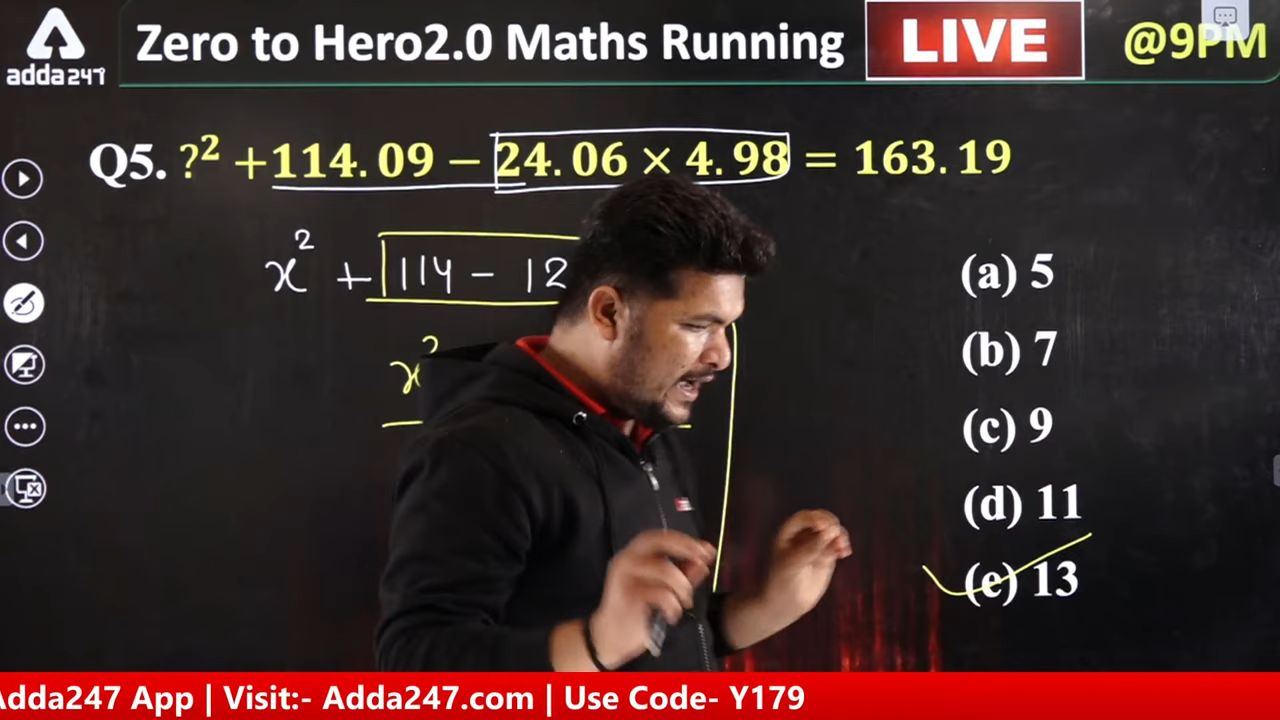 adda247
Zero to Hero2.0 Maths Running
LIVE
@9PM
Q5. ?² + 114.09 − 24.06 × 4.98 = 163.19
x² + 114 − 12
x²
(a) 5
(b) 7
(c) 9
(d) 11
(e) 13
Adda247 App | Visit:- Adda247.com | Use Code- Y179